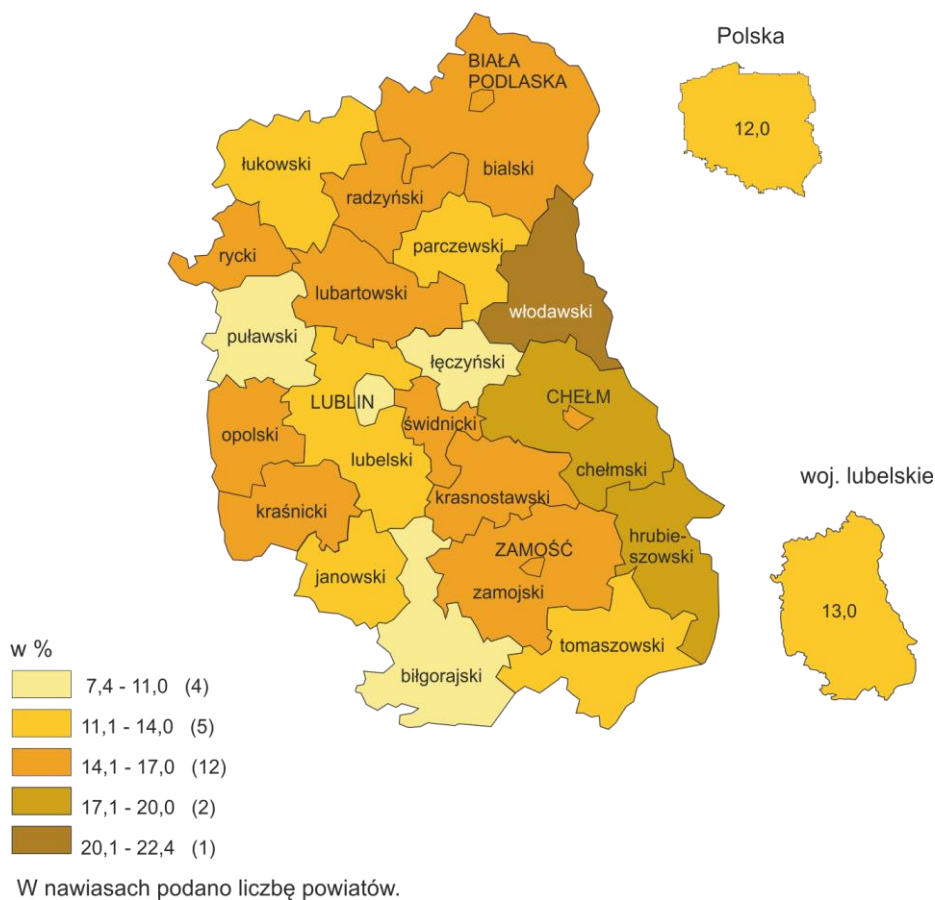 Polska
12,0
BIAŁA
PODLASKA
łukowski
bialski
radzyński
parczewski
rycki
lubartowski
włodawski
puławski
łęczyński
LUBLIN
CHEŁM
świdnicki
opolski
lubelski
chełmski
woj. lubelskie
krasnostawski
kraśnicki
hrubie-
szowski
ZAMOŚĆ
janowski
zamojski
13,0
tomaszowski
biłgorajski
w %
7,4 - 11,0 (4)
11,1 - 14,0 (5)
14,1 - 17,0 (12)
17,1 - 20,0 (2)
20,1 - 22,4 (1)
W nawiasach podano liczbę powiatów.